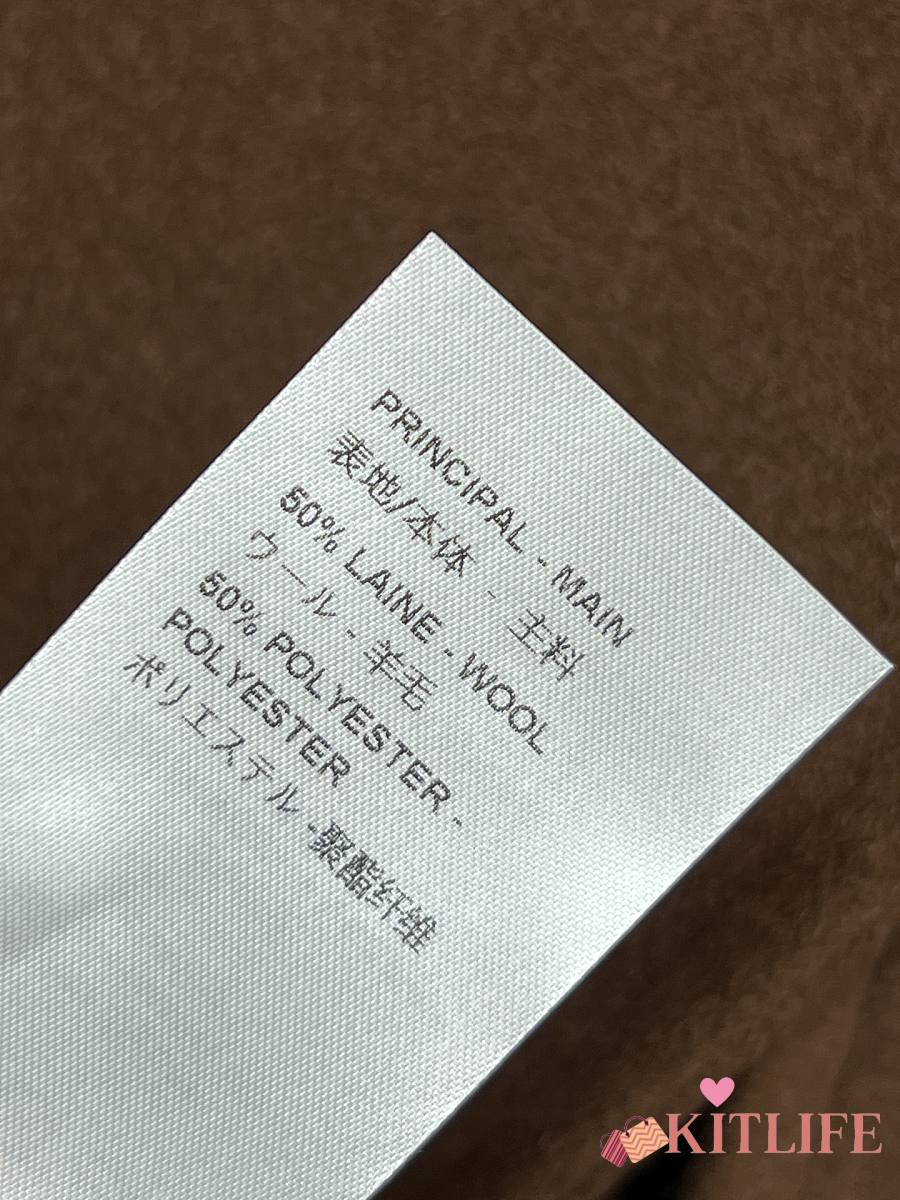 PRINCIPAL - MAIN
表地/本体 - 主料
50% LAINE - WOOL
ウール - 羊毛
50% POLYESTER -
POLYESTER
ポリエステル -聚酯纤维
KITLIFE